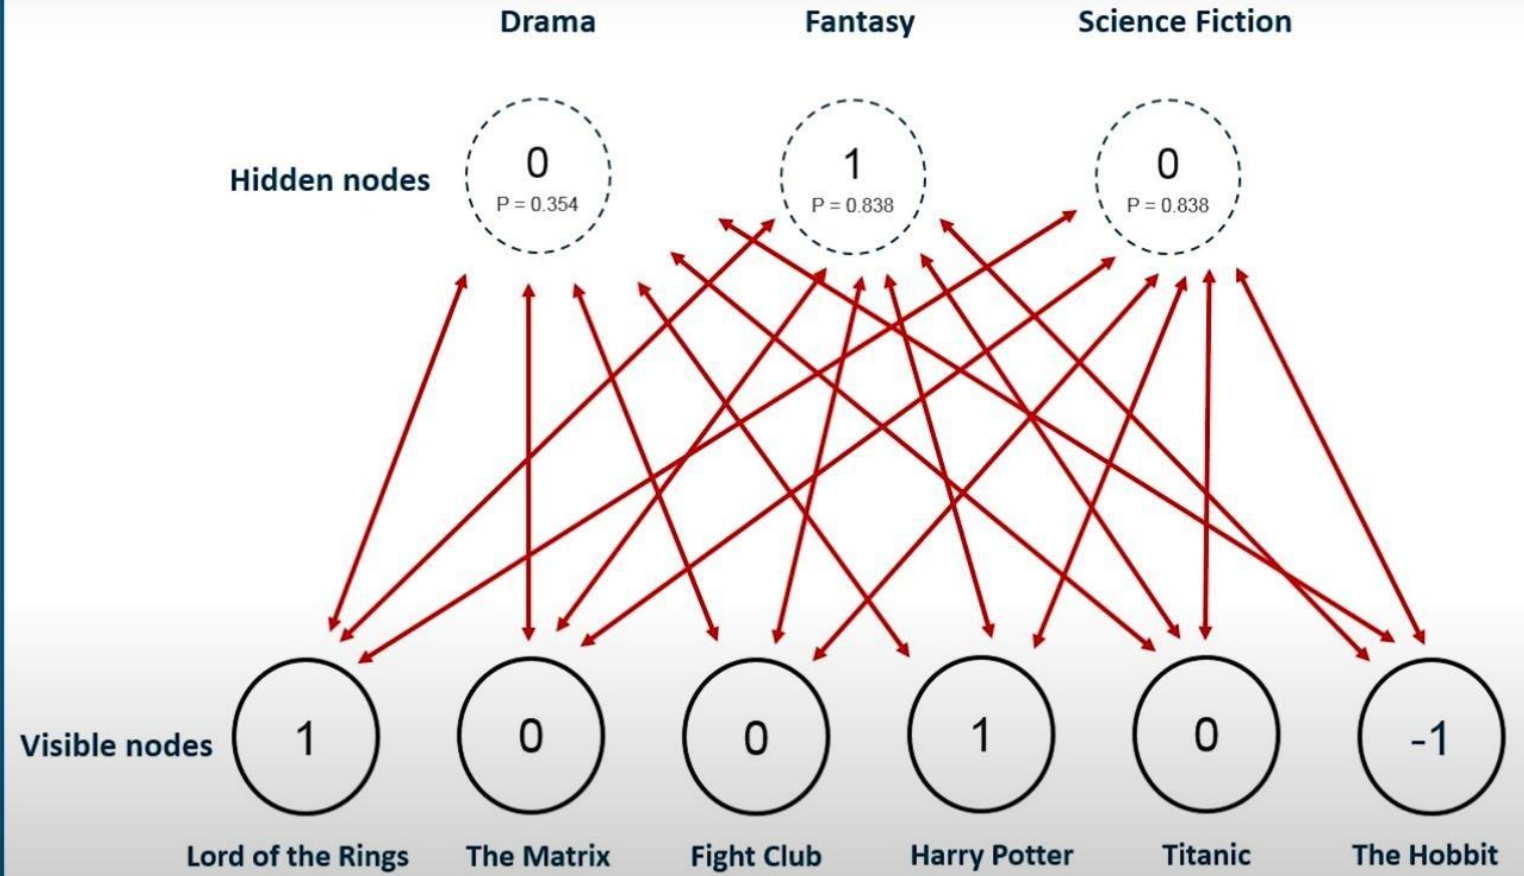 Drama Fantasy Science Fiction
Hidden nodes
0 1 0
P = 0.354 P = 0.838 P = 0.838
Visible nodes
1 0 0 1 0 -1
Lord of the Rings The Matrix Fight Club Harry Potter Titanic The Hobbit